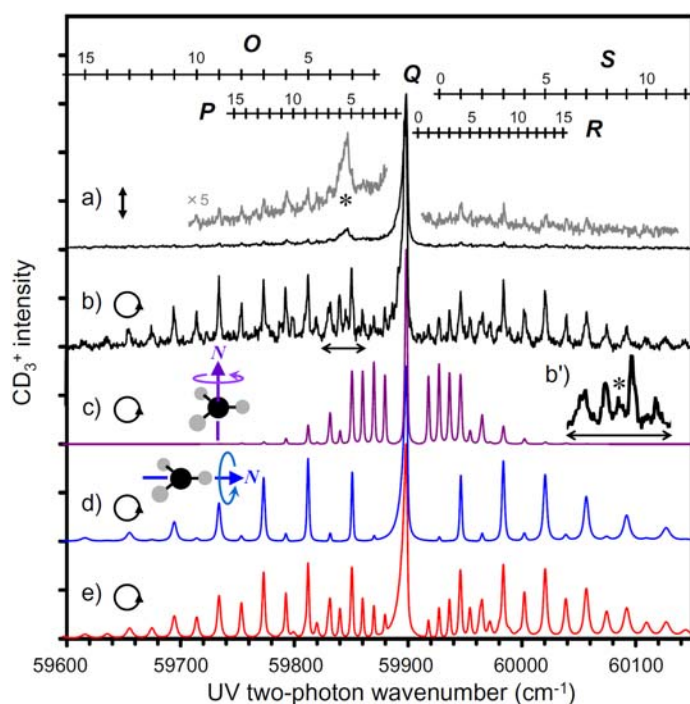 O
15 10 5
Q
S
0 5 10
P
15 10 5
0 5 10 15
R
a)
× 5
*
b)
N
b')
*
c)
N
d)
e)
CD₃⁺ intensity
59600 59700 59800 59900 60000 60100
UV two-photon wavenumber (cm⁻¹)